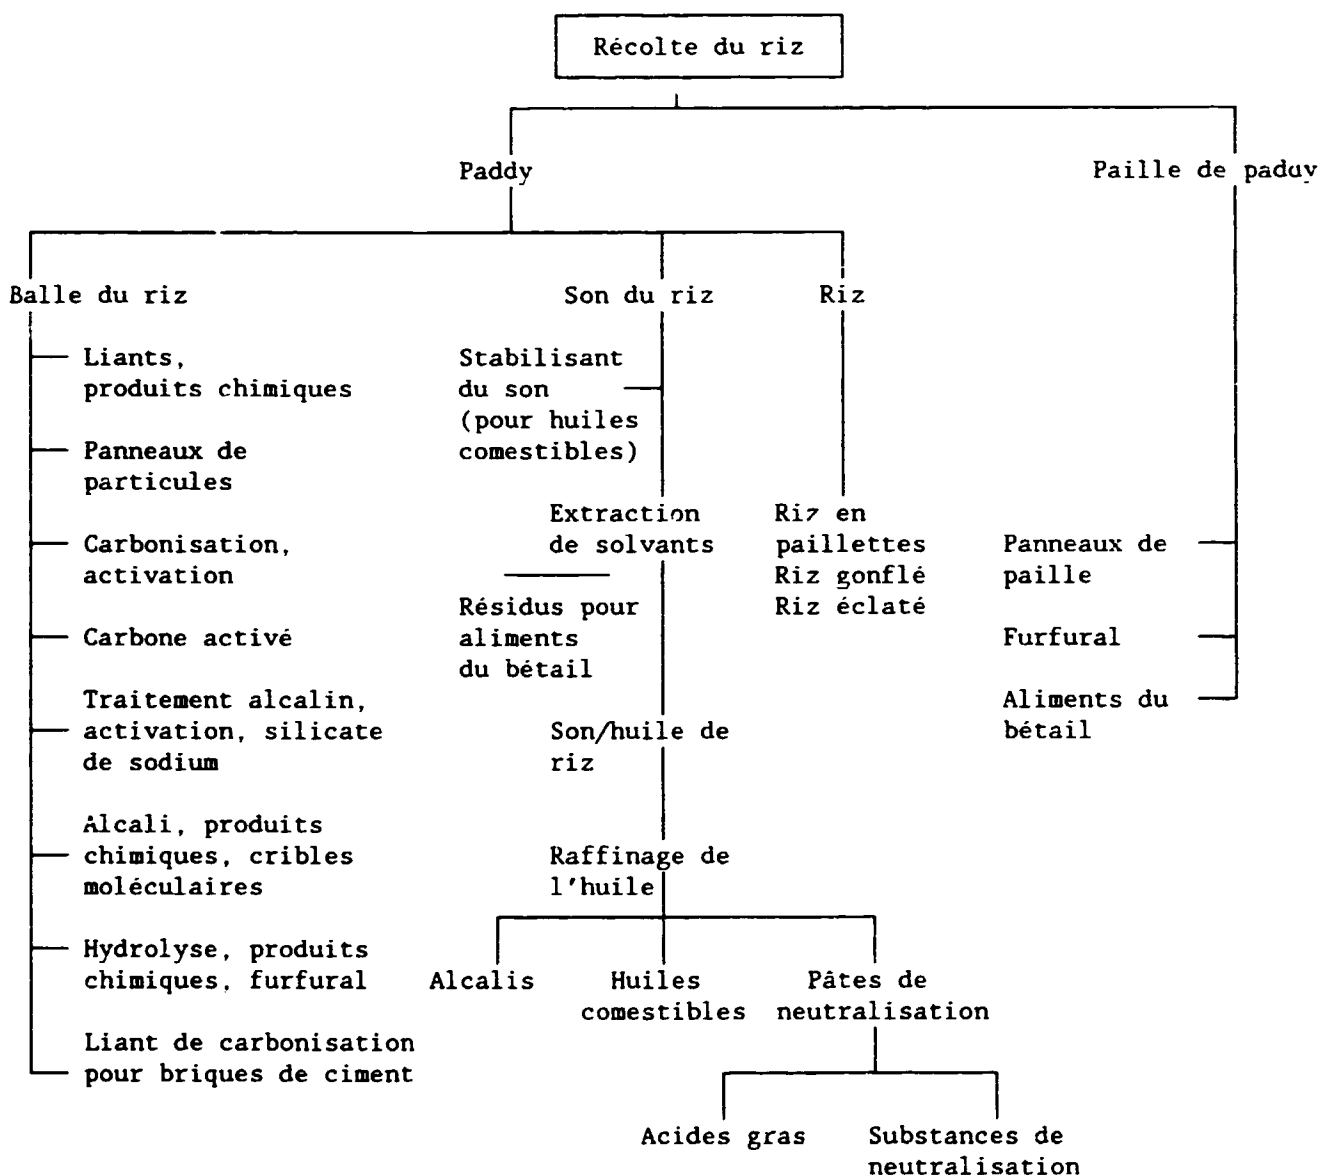 Récolte du riz
Paddy
Paille de paddy
Balle du riz
Son du riz
Riz
Liants,
produits chimiques
Panneaux de
particules
Carbonisation,
activation
Carbone activé
Traitement alcalin,
activation, silicate
de sodium
Alcali, produits
chimiques, cribles
moléculaires
Hydrolyse, produits
chimiques, furfural
Liant de carbonisation
pour briques de ciment
Stabilisant
du son
(pour huiles
comestibles)
Extraction
de solvants
Résidus pour
aliments
du bétail
Son/huile de
riz
Raffinage de
l'huile
Alcalis
Huiles
comestibles
Pâtes de
neutralisation
Acides gras
Substances de
neutralisation
Riz en
paillettes
Riz gonflé
Riz éclaté
Panneaux de
paille
Furfural
Aliments du
bétail